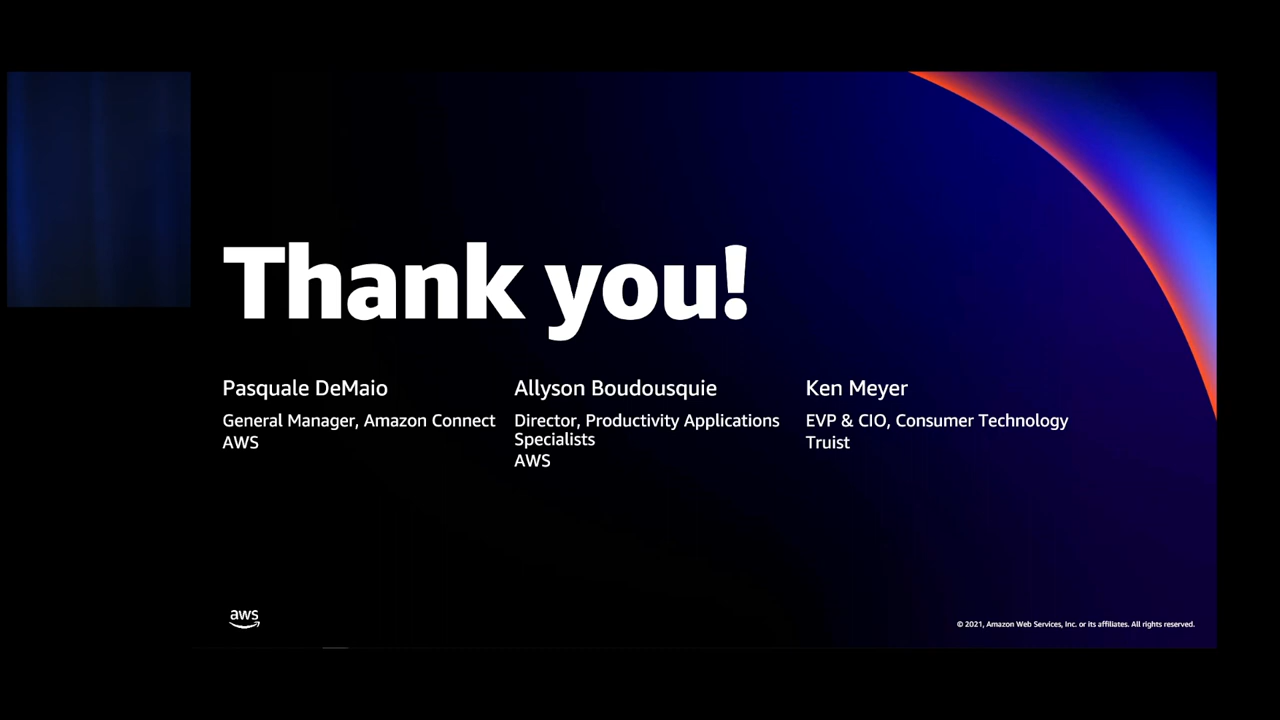 Thank you!
Pasquale DeMaio
General Manager, Amazon Connect
AWS
Allyson Boudousquie
Director, Productivity Applications
Specialists
AWS
Ken Meyer
EVP & CIO, Consumer Technology
Truist
aws
© 2021, Amazon Web Services, Inc. or its affiliates. All rights reserved.